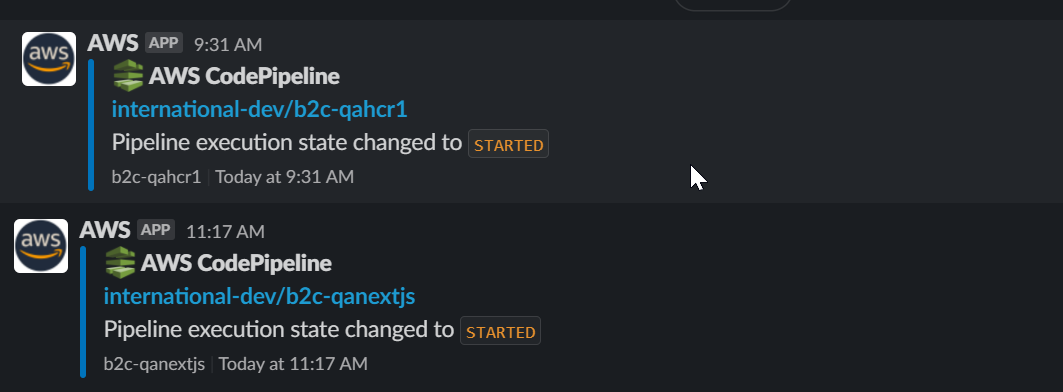 aws
AWS APP 9:31 AM
AWS CodePipeline
international-dev/b2c-qahcr1
Pipeline execution state changed to STARTED
b2c-qahcr1 | Today at 9:31 AM
aws
AWS APP 11:17 AM
AWS CodePipeline
international-dev/b2c-qanextjs
Pipeline execution state changed to STARTED
b2c-qanextjs | Today at 11:17 AM